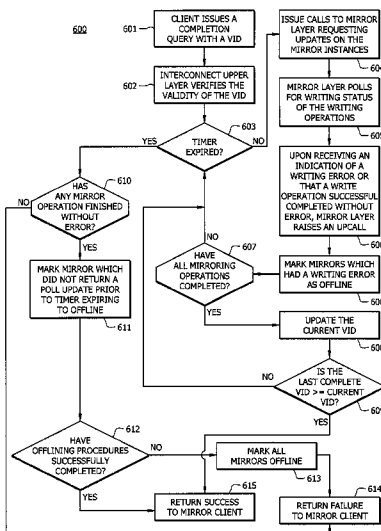 600
CLIENT ISSUES A
COMPLETION
QUERY WITH A VID
601
INTERCONNECT UPPER
LAYER VERIFIES THE
VALIDITY OF THE VID
602
TIMER
EXPIRED?
603
YES
NO
ISSUE CALLS TO MIRROR
LAYER REQUESTING
UPDATES ON THE
MIRROR INSTANCES
MIRROR LAYER POLLS
FOR WRITING STATUS
OF THE WRITING
OPERATIONS
UPON RECEIVING AN
INDICATION OF A
WRITING ERROR OR
THAT A WRITE
OPERATION SUCCESSFUL
COMPLETED WITHOUT
ERROR, MIRROR LAYER
RAISES AN UPCALL
MARK MIRRORS WHICH
HAD A WRITING ERROR
AS OFFLINE
HAVE
ALL MIRRORING
OPERATIONS
COMPLETED?
607
NO
YES
UPDATE THE
CURRENT VID
IS THE
LAST COMPLETE
VID >= CURRENT
VID?
NO
YES
HAS
ANY MIRROR
OPERATION FINISHED
WITHOUT
ERROR?
610
NO
YES
MARK MIRROR WHICH
DID NOT RETURN A
POLL UPDATE PRIOR
TO TIMER EXPIRING
TO OFFLINE
611
HAVE
OFFLINING PROCEDURES
SUCCESSFULLY
COMPLETED?
612
NO
YES
MARK ALL
MIRRORS OFFLINE
613
RETURN SUCCESS
TO MIRROR CLIENT
615
RETURN FAILURE
TO MIRROR CLIENT
614